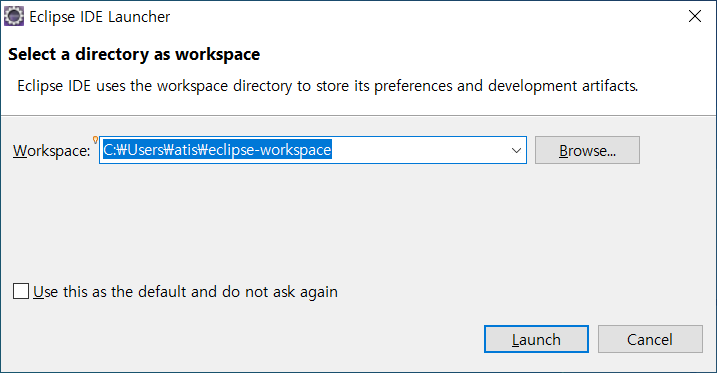 Eclipse IDE Launcher
Select a directory as workspace
Eclipse IDE uses the workspace directory to store its preferences and development artifacts.
Workspace: C:₩Users₩atis₩eclipse-workspace Browse...
Use this as the default and do not ask again
Launch Cancel